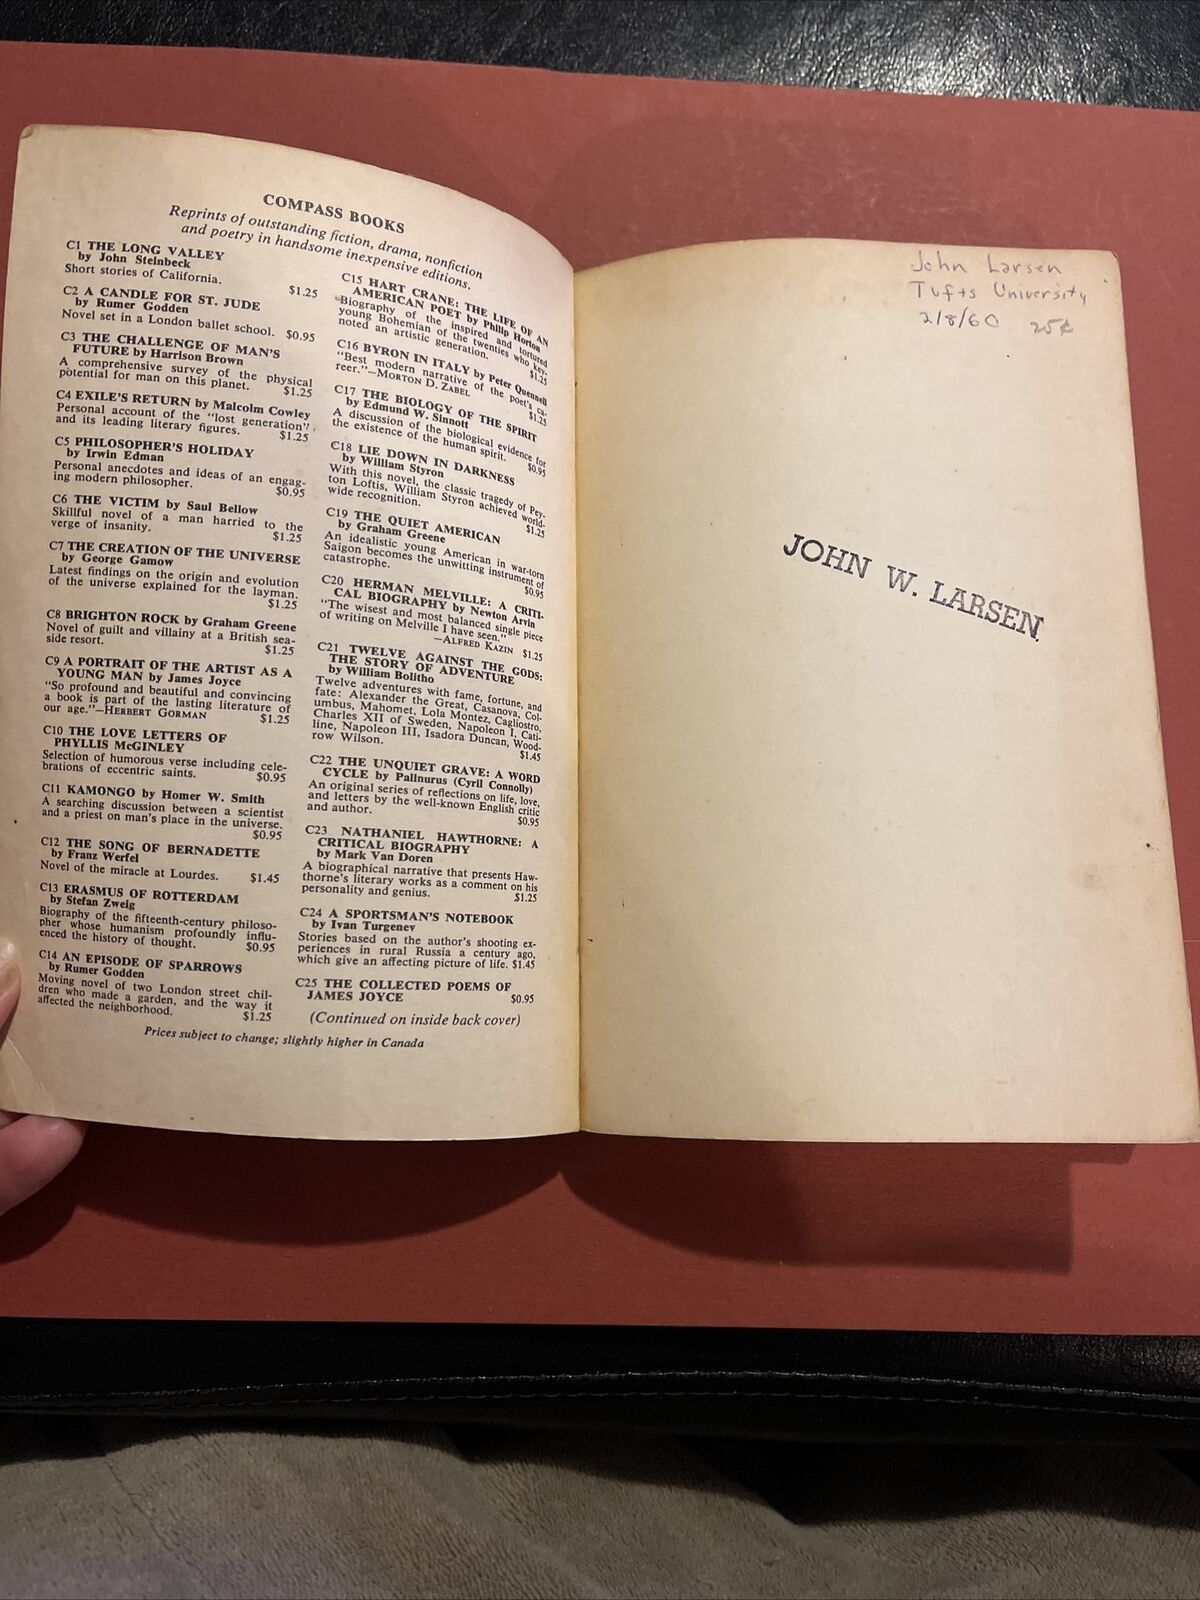 COMPASS BOOKS
Reprints of outstanding fiction, drama, nonfiction
and poetry in handsome inexpensive editions.
C1 THE LONG VALLEY
by John Steinbeck
Short stories of California.
$1.25
C2 A CANDLE FOR ST. JUDE
by Rumer Godden
Novel set in a London ballet school. $0.95
C3 THE CHALLENGE OF MAN'S
FUTURE by Harrison Brown
A comprehensive survey of the physical
potential for man on this planet. $1.25
C4 EXILE'S RETURN by Malcolm Cowley
Personal account of the "lost generation"
and its leading literary figures. $1.25
C5 PHILOSOPHER'S HOLIDAY
by Irwin Edman
Personal anecdotes and ideas of an engag-
ing modern philosopher. $0.95
C6 THE VICTIM by Saul Bellow
Skillful novel of a man harried to the
verge of insanity. $1.25
C7 THE CREATION OF THE UNIVERSE
by George Gamow
Latest findings on the origin and evolution
of the universe explained for the layman.
$1.25
C8 BRIGHTON ROCK by Graham Greene
Novel of guilt and villainy at a British sea-
side resort. $1.25
C9 A PORTRAIT OF THE ARTIST AS A
YOUNG MAN by James Joyce
"So profound and beautiful and convincing
a book is part of the lasting literature of
our age."—HERBERT GORMAN $1.25
C10 THE LOVE LETTERS OF
PHYLLIS McGINLEY
Selection of humorous verse including cele-
brations of eccentric saints. $0.95
C11 KAMONGO by Homer W. Smith
A searching discussion between a scientist
and a priest on man's place in the universe.
$0.95
C12 THE SONG OF BERNADETTE
by Franz Werfel
Novel of the miracle at Lourdes. $1.45
C13 ERASMUS OF ROTTERDAM
by Stefan Zweig
Biography of the fifteenth-century philoso-
pher whose humanism profoundly influ-
enced the history of thought. $0.95
C14 AN EPISODE OF SPARROWS
by Rumer Godden
Moving novel of two London street chil-
dren who made a garden, and the way it
affected the neighborhood. $1.25
C15 HART CRANE: THE LIFE OF AN
AMERICAN POET by Philip Horton
Biography of the inspired and tortured
young Bohemian of the twenties who key-
noted an artistic generation. $1.25
C16 BYRON IN ITALY by Peter Quennell
"Best modern narrative of the poet's ca-
reer."—MORTON D. ZABEL $1.25
C17 THE BIOLOGY OF THE SPIRIT
by Edmund W. Sinnott
A discussion of the biological evidence for
the existence of the human spirit. $0.95
C18 LIE DOWN IN DARKNESS
by William Styron
With this novel, the classic tragedy of Pey-
ton Loftis, William Styron achieved world-
wide recognition. $1.25
C19 THE QUIET AMERICAN
by Graham Greene
An idealistic young American in war-torn
Saigon becomes the unwitting instrument of
catastrophe. $0.95
C20 HERMAN MELVILLE: A CRITI-
CAL BIOGRAPHY by Newton Arvin
"The wisest and most balanced single piece
of writing on Melville I have seen."
—ALFRED KAZIN $1.25
C21 TWELVE AGAINST THE GODS:
THE STORY OF ADVENTURE
by William Bolitho
Twelve adventures with fame, fortune, and
fate: Alexander the Great, Casanova, Col-
umbus, Mahomet, Lola Montez, Cagliostro,
Charles XII of Sweden, Napoleon I, Cati-
line, Napoleon III, Isadora Duncan, Wood-
row Wilson. $1.45
C22 THE UNQUIET GRAVE: A WORD
CYCLE by Palinurus (Cyril Connolly)
An original series of reflections on life, love,
and letters by the well-known English critic
and author. $0.95
C23 NATHANIEL HAWTHORNE: A
CRITICAL BIOGRAPHY
by Mark Van Doren
A biographical narrative that presents Haw-
thorne's literary works as a comment on his
personality and genius. $1.25
C24 A SPORTSMAN'S NOTEBOOK
by Ivan Turgenev
Stories based on the author's shooting ex-
periences in rural Russia a century ago,
which give an affecting picture of life. $1.45
C25 THE COLLECTED POEMS OF
JAMES JOYCE $0.95
(Continued on inside back cover)
Prices subject to change; slightly higher in Canada
John Larsen
Tufts University
2/8/60 25¢
JOHN W. LARSEN